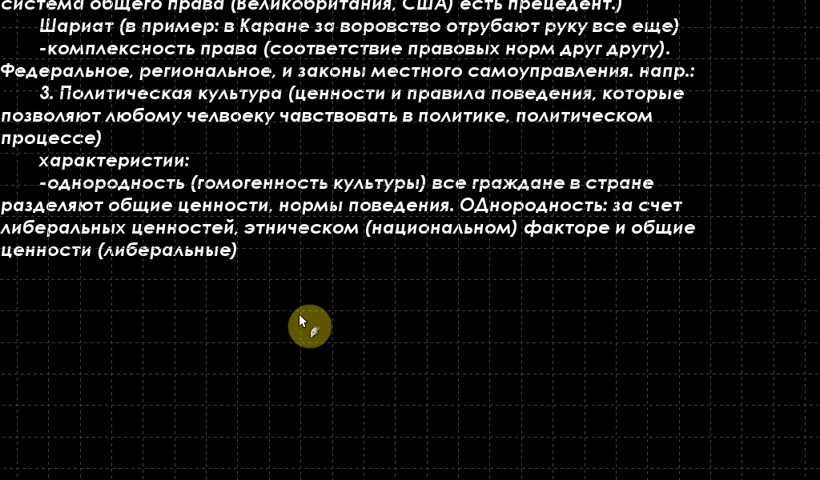 система общего права (Великобритания, США) есть прецедент.)
Шариат (в пример: в Каране за воровство отрубают руку все еще)
-комплексность права (соответствие правовых норм друг другу).
Федеральное, региональное, и законы местного самоуправления. напр.:
3. Политическая культура (ценности и правила поведения, которые
позволяют любому челвоеку чавствовать в политике, политическом
процессе)
характеристии:
-однородность (гомогенность культуры) все граждане в стране
разделяют общие ценности, нормы поведения. ОДнородность: за счет
либеральных ценностей, этническом (национальном) факторе и общие
ценности (либеральные)